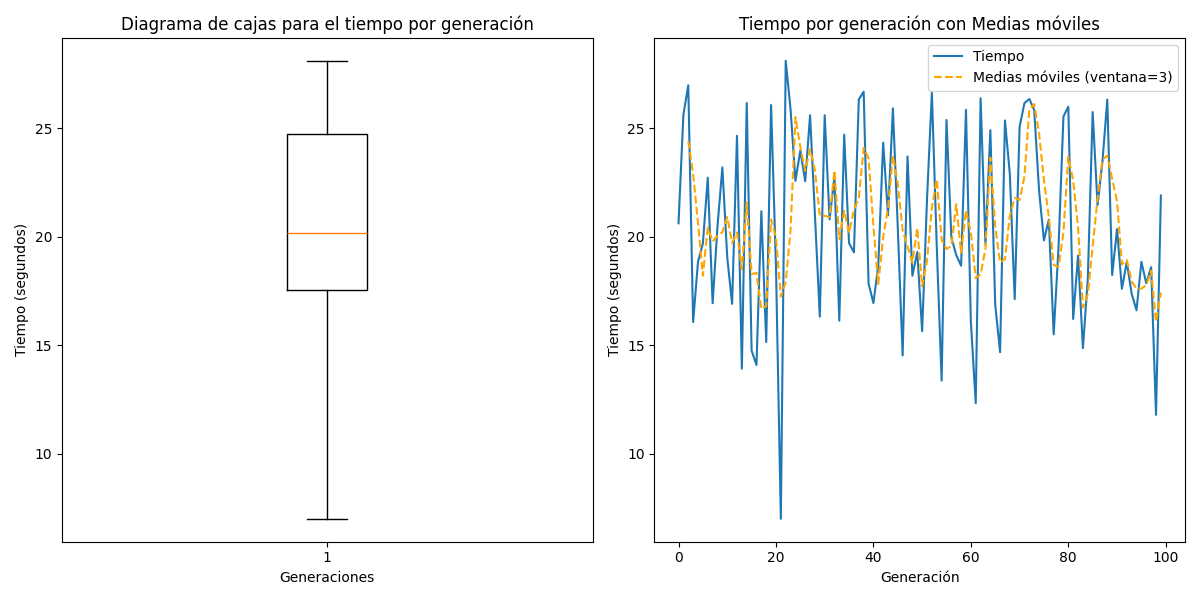 Diagrama de cajas para el tiempo por generación
Tiempo (segundos)
25
20
15
10
1
Generaciones
Tiempo por generación con Medias móviles
Tiempo
Medias móviles (ventana=3)
Tiempo (segundos)
25
20
15
10
0 20 40 60 80 100
Generación